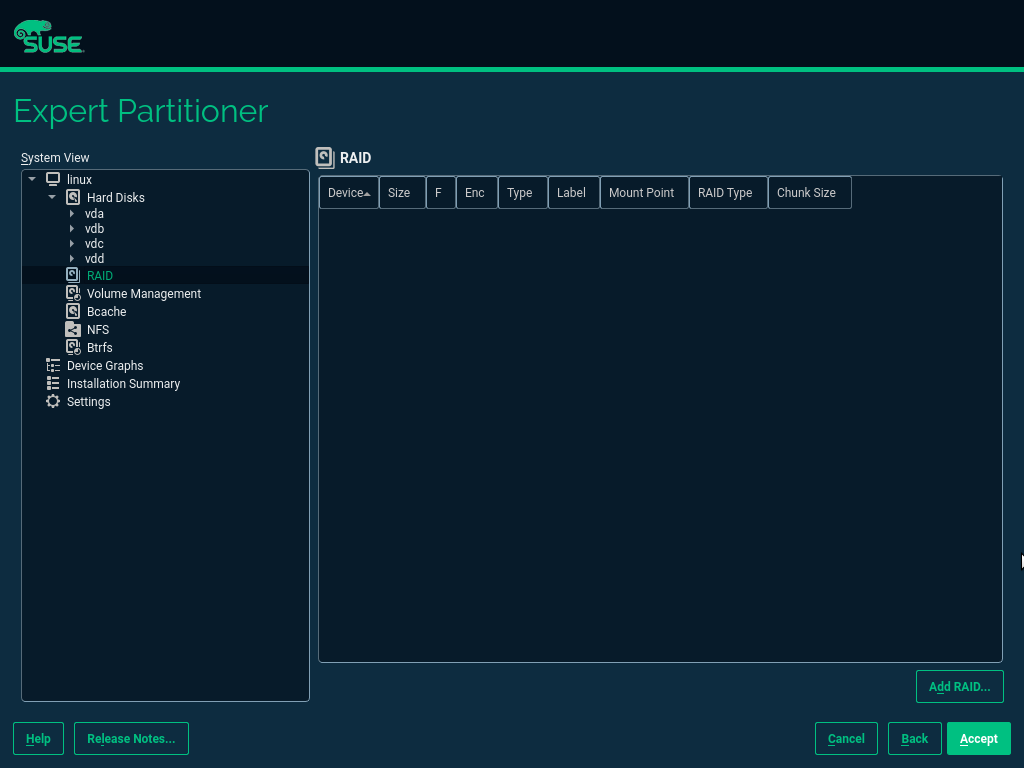 SUSE
Expert Partitioner
System View
RAID
linux
Hard Disks
vda
vdb
vdc
vdd
RAID
Volume Management
Bcache
NFS
Btrfs
Device Graphs
Installation Summary
Settings
Device Size F Enc Type Label Mount Point RAID Type Chunk Size
Add RAID...
Help Release Notes... Cancel Back Accept